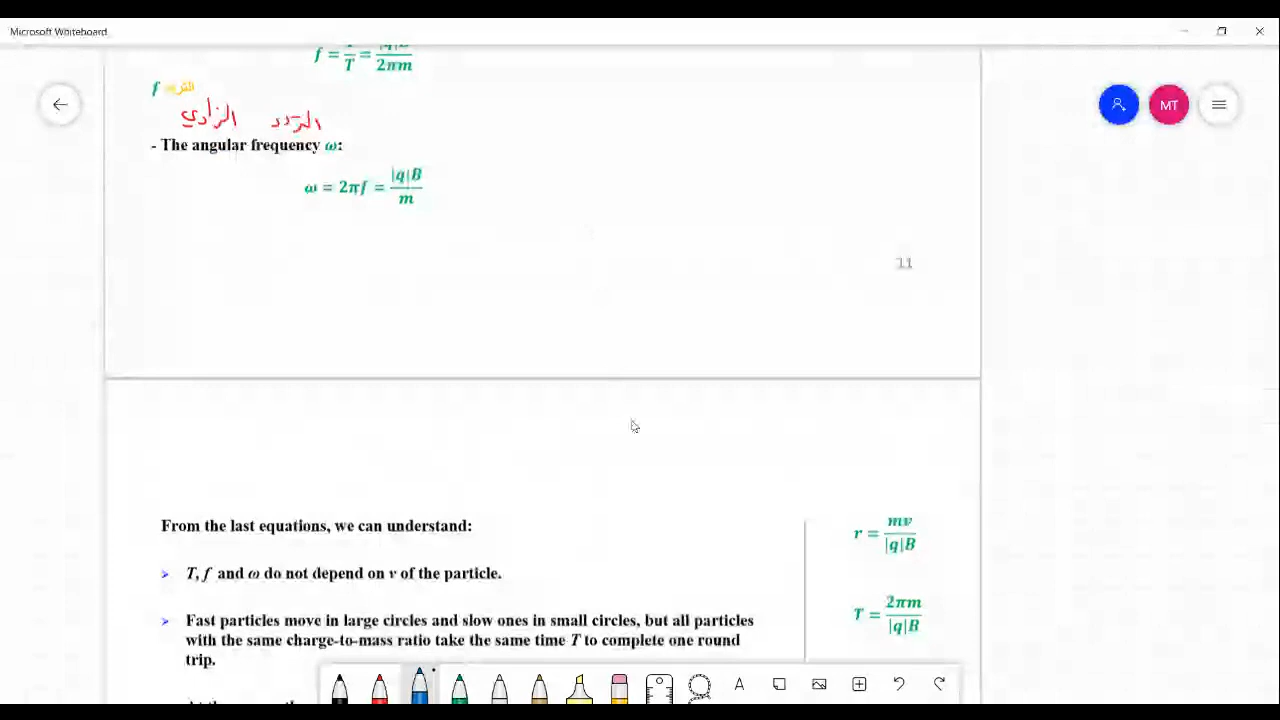 Microsoft Whiteboard
f = 1/T = |q|B/2πm
f التردد
التردد الزاوي
- The angular frequency ω:
ω = 2πf = |q|B/m
MT
11
From the last equations, we can understand:
r = mv/|q|B
➢ T, f and ω do not depend on v of the particle.
T = 2πm/|q|B
➢ Fast particles move in large circles and slow ones in small circles, but all particles
with the same charge-to-mass ratio take the same time T to complete one round
trip.
A